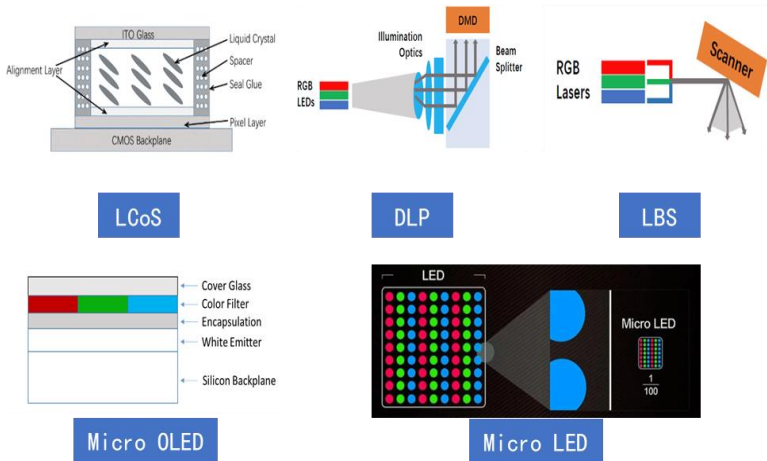 ITO Glass
Liquid Crystal
Spacer
Alignment Layer
Seal Glue
Pixel Layer
CMOS Backplane
LCoS
DMD
Illumination
Optics
Beam
Splitter
RGB
LEDs
DLP
Scanner
RGB
Lasers
LBS
Cover Glass
Color Filter
Encapsulation
White Emitter
Silicon Backplane
Micro OLED
LED
Micro LED
1
100
Micro LED